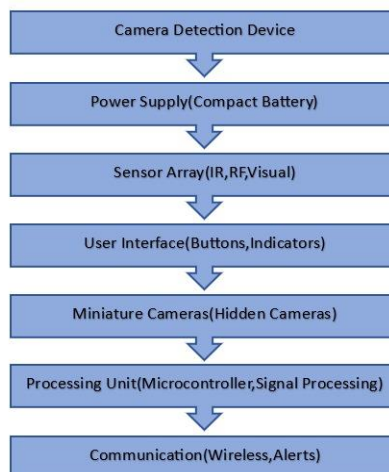 Camera Detection Device
Power Supply(Compact Battery)
Sensor Array(IR,RF,Visual)
User Interface(Buttons,Indicators)
Miniature Cameras(Hidden Cameras)
Processing Unit(Microcontroller,Signal Processing)
Communication(Wireless,Alerts)